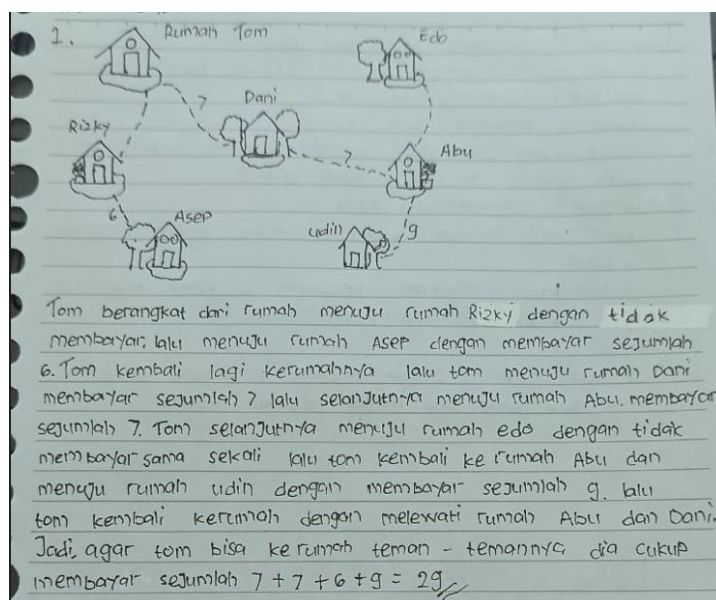 1. Rumah Tom
Edo
7
Dani
Rizky
7
Abu
6
Asep
udin
9
Tom berangkat dari rumah menuju rumah Rizky dengan tidak
membayar, lalu menuju rumah Asep dengan membayar sejumlah
6. Tom kembali lagi kerumahnya lalu tom menuju rumah Dani
membayar sejumlah 7 lalu selanjutnya menuju rumah Abu. membayar
sejumlah 7. Tom selanjutnya menuju rumah edo dengan tidak
membayar sama sekali lalu tom kembali ke rumah Abu dan
menuju rumah udin dengan membayar sejumlah 9. lalu
tom kembali kerumah dengan melewati rumah Abu dan Dani.
Jadi, agar tom bisa ke rumah teman - temannya dia cukup
membayar sejumlah 7 + 7 + 6 + 9 = 29